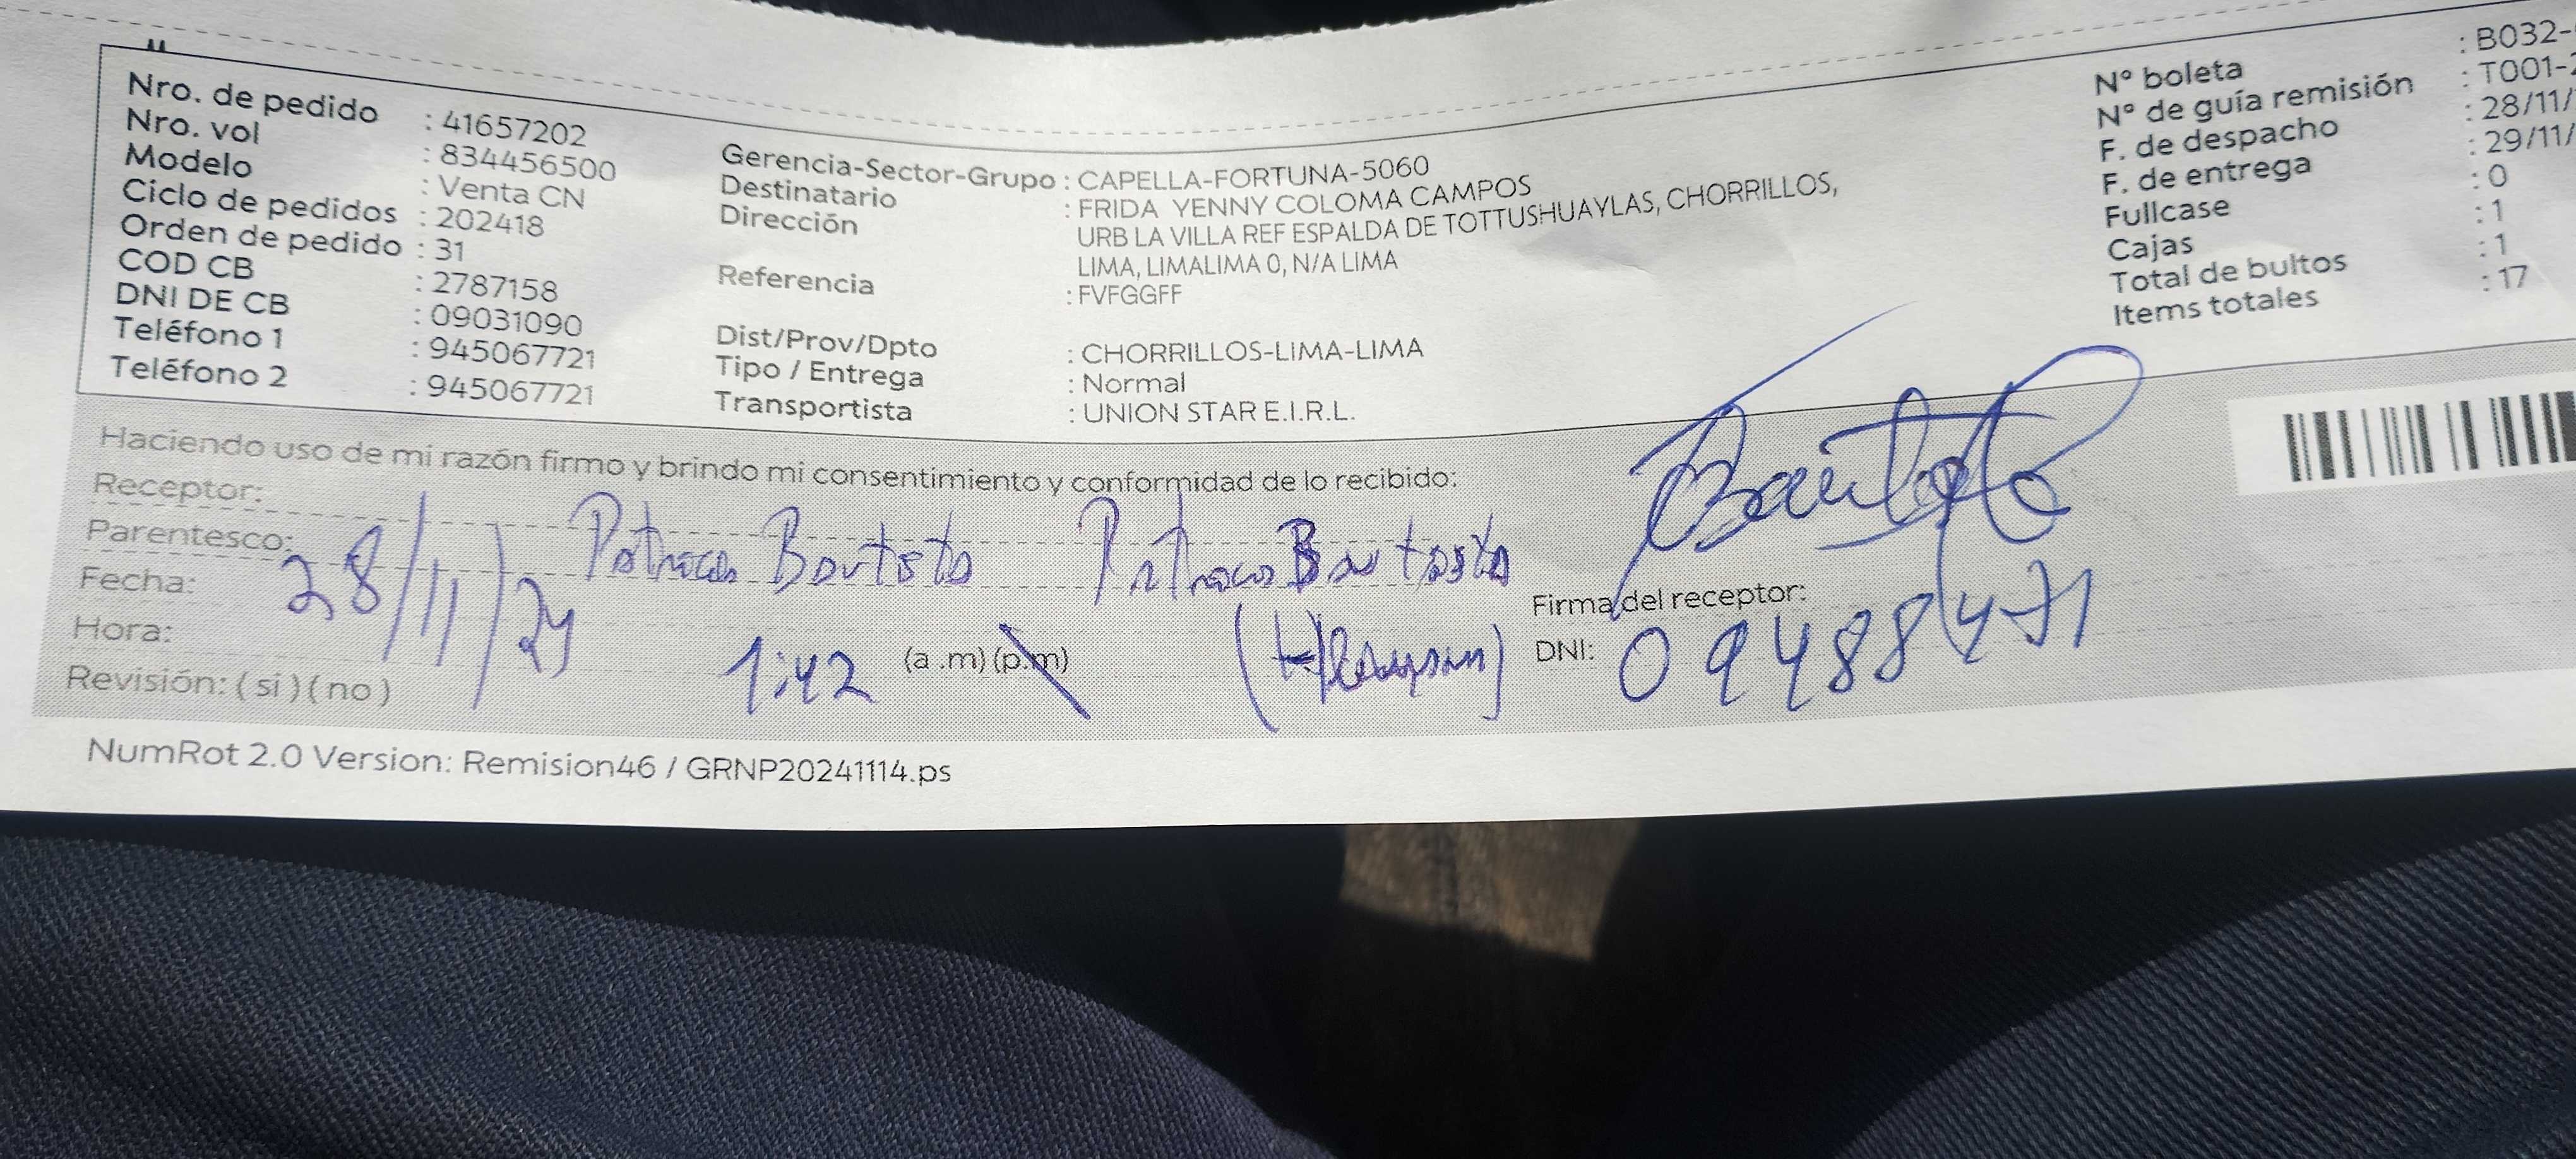 Nro. de pedido : 41657202
Nro. vol : 834456500
Modelo : Venta CN
Ciclo de pedidos : 202418
Orden de pedido : 31
COD CB : 2787158
DNI DE CB : 09031090
Teléfono 1 : 945067721
Teléfono 2 : 945067721
Gerencia-Sector-Grupo : CAPELLA-FORTUNA-5060
Destinatario : FRIDA YENNY COLOMA CAMPOS
Dirección : URB LA VILLA REF ESPALDA DE TOTTUSHUAYLAS, CHORRILLOS,
LIMA, LIMALIMA 0, N/A LIMA
Referencia : FVFGGFF
Dist/Prov/Dpto : CHORRILLOS-LIMA-LIMA
Tipo / Entrega : Normal
Transportista : UNION STAR E.I.R.L.
N° boleta : B032-
N° de guía remisión : T001-2
F. de despacho : 28/11/
F. de entrega : 29/11/
Fullcase : 0
Cajas : 1
Total de bultos : 1
Items totales : 17
Haciendo uso de mi razón firmo y brindo mi consentimiento y conformidad de lo recibido:
Receptor:
Parentesco: Bautista Bautista
Fecha: 28/11/24
Hora: 1:42 (a .m) (p.m)
Revisión: ( si ) ( no )
Bautista
Firma del receptor:
DNI: 09488471
NumRot 2.0 Version: Remision46 / GRNP20241114.ps